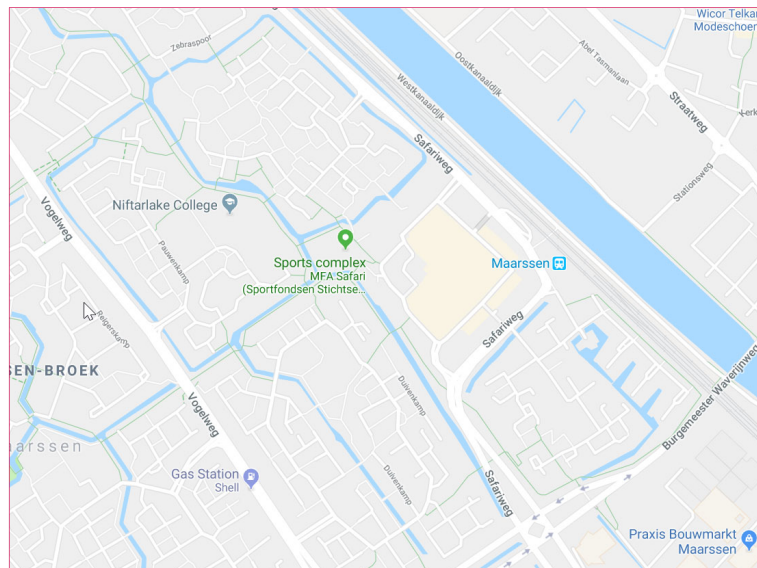 Wicor Telkar
Modeschoen
Zebraspoor
Oostkanaaldijk
Westkanaaldijk
Abel Tasmanlaan
Straatweg
Kerk
Safariweg
Stationsweg
Niftarlake College
Vogelweg
Pauwenkamp
Sports complex
MFA Safari
(Sportfondsen Stichtse...
Maarssen
Reigerskamp
Safariweg
SEN-BROEK
Duivenkamp
Burgemeester Waverijnweg
Vogelweg
aarssen
Gas Station
Shell
Duivenkamp
Safariweg
Praxis Bouwmarkt
Maarssen